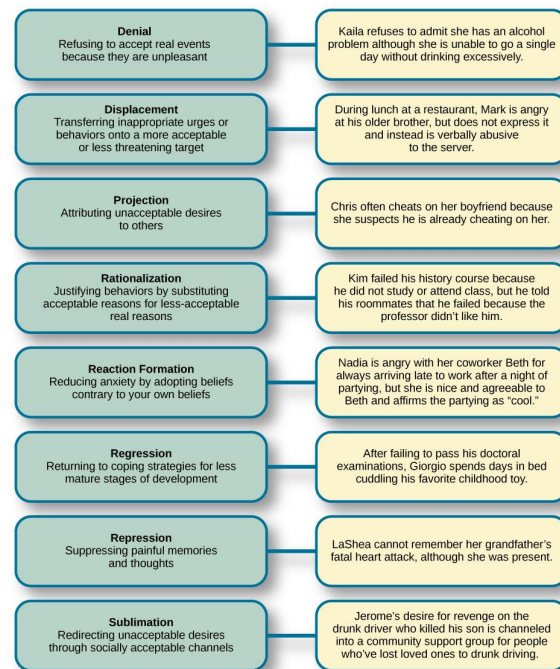 Denial
Refusing to accept real events
because they are unpleasant
Kaila refuses to admit she has an alcohol
problem although she is unable to go a single
day without drinking excessively.
Displacement
Transferring inappropriate urges or
behaviors onto a more acceptable
or less threatening target
During lunch at a restaurant, Mark is angry
at his older brother, but does not express it
and instead is verbally abusive
to the server.
Projection
Attributing unacceptable desires
to others
Chris often cheats on her boyfriend because
she suspects he is already cheating on her.
Rationalization
Justifying behaviors by substituting
acceptable reasons for less-acceptable
real reasons
Kim failed his history course because
he did not study or attend class, but he told
his roommates that he failed because the
professor didn’t like him.
Reaction Formation
Reducing anxiety by adopting beliefs
contrary to your own beliefs
Nadia is angry with her coworker Beth for
always arriving late to work after a night of
partying, but she is nice and agreeable to
Beth and affirms the partying as “cool.”
Regression
Returning to coping strategies for less
mature stages of development
After failing to pass his doctoral
examinations, Giorgio spends days in bed
cuddling his favorite childhood toy.
Repression
Suppressing painful memories
and thoughts
LaShea cannot remember her grandfather’s
fatal heart attack, although she was present.
Sublimation
Redirecting unacceptable desires
through socially acceptable channels
Jerome’s desire for revenge on the
drunk driver who killed his son is channeled
into a community support group for people
who’ve lost loved ones to drunk driving.